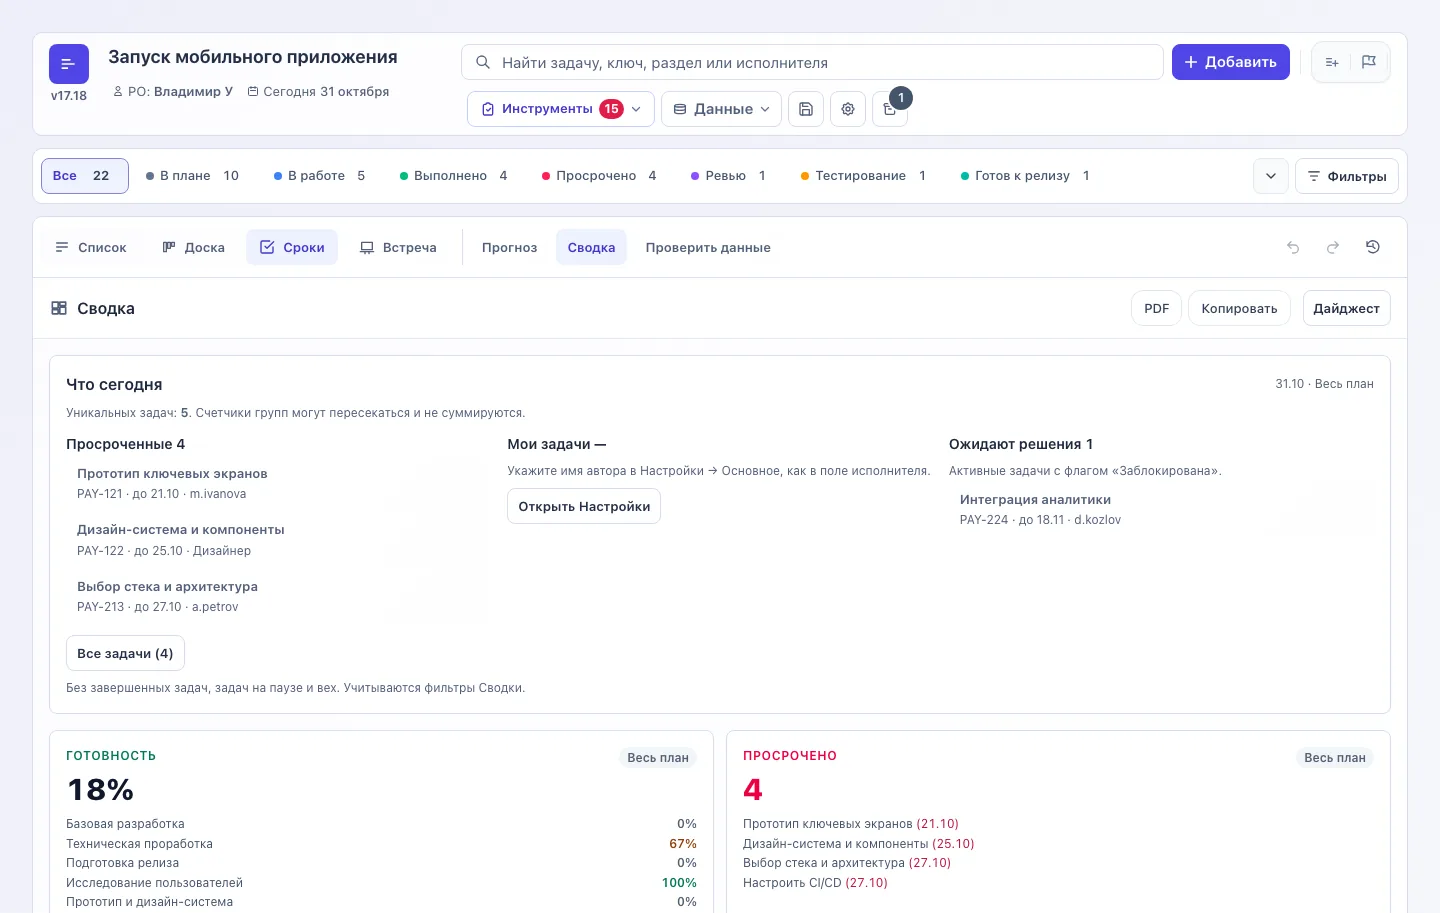 Запуск мобильного приложения
v17.18
PO: Владимир У
Сегодня 31 октября
Найти задачу, ключ, раздел или исполнителя
Добавить
Инструменты 15
Данные
1
Все 22
В плане 10
В работе 5
Выполнено 4
Просрочено 4
Ревью 1
Тестирование 1
Готов к релизу 1
Фильтры
Список
Доска
Сроки
Встреча
Прогноз
Сводка
Проверить данные
Сводка
PDF
Копировать
Дайджест
Что сегодня
31.10 · Весь план
Уникальных задач: 5. Счетчики групп могут пересекаться и не суммируются.
Просроченные 4
Прототип ключевых экранов
PAY-121 · до 21.10 · m.ivanova
Дизайн-система и компоненты
PAY-122 · до 25.10 · Дизайнер
Выбор стека и архитектура
PAY-213 · до 27.10 · a.petrov
Все задачи (4)
Мои задачи —
Укажите имя автора в Настройки → Основное, как в поле исполнителя.
Открыть Настройки
Ожидают решения 1
Активные задачи с флагом «Заблокирована».
Интеграция аналитики
PAY-224 · до 18.11 · d.kozlov
Без завершенных задач, задач на паузе и вех. Учитываются фильтры Сводки.
ГОТОВНОСТЬ
Весь план
18%
Базовая разработка 0%
Техническая проработка 67%
Подготовка релиза 0%
Исследование пользователей 100%
Прототип и дизайн-система 0%
ПРОСРОЧЕНО
Весь план
4
Прототип ключевых экранов (21.10)
Дизайн-система и компоненты (25.10)
Выбор стека и архитектура (27.10)
Настроить CI/CD (27.10)